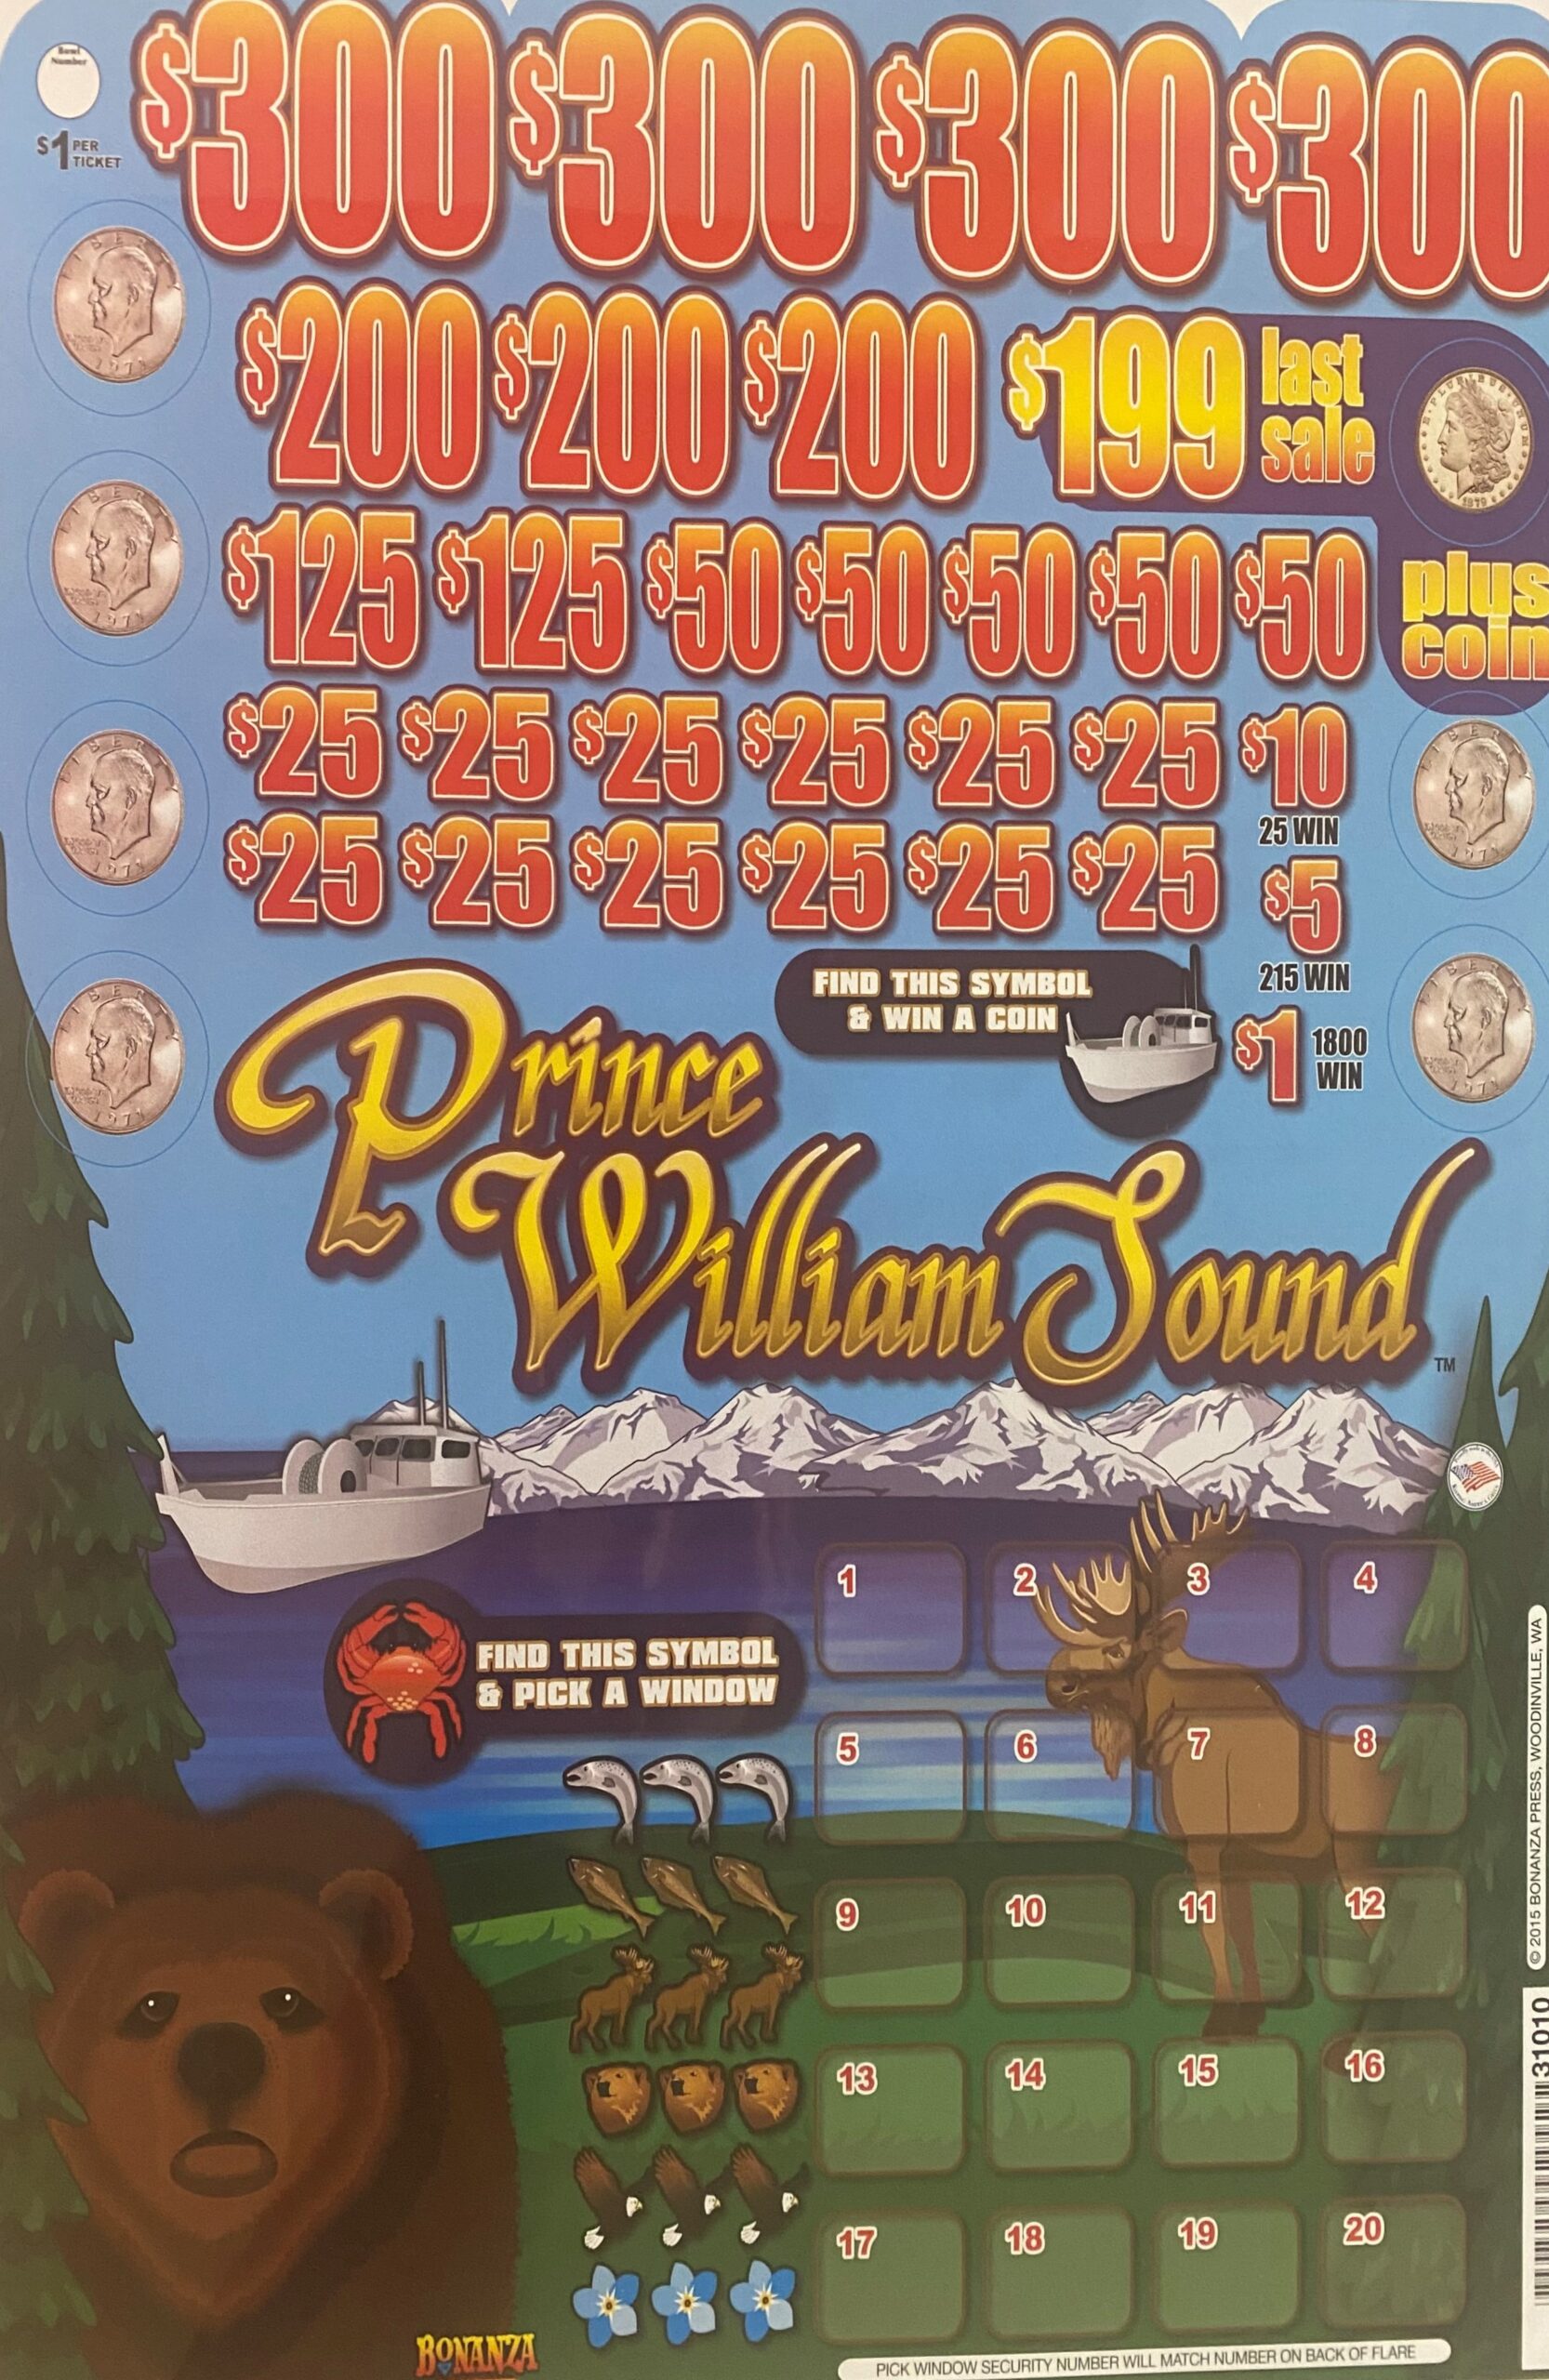 Bowl
Number
$1 PER
TICKET
$300 $300 $300 $300
$200 $200 $200 $199 last
sale
$125 $125 $50 $50 $50 $50 $50
plus
coin
$25 $25 $25 $25 $25 $25 $10
25 WIN
$25 $25 $25 $25 $25 $25 $5
215 WIN
$1 1800
WIN
FIND THIS SYMBOL
& WIN A COIN
Prince
William Sound
TM
FIND THIS SYMBOL
& PICK A WINDOW
1 2 3 4
5 6 7 8
9 10 11 12
13 14 15 16
17 18 19 20
BONANZA
PICK WINDOW SECURITY NUMBER WILL MATCH NUMBER ON BACK OF FLARE
© 2015 BONANZA PRESS, WOODINVILLE, WA
31010